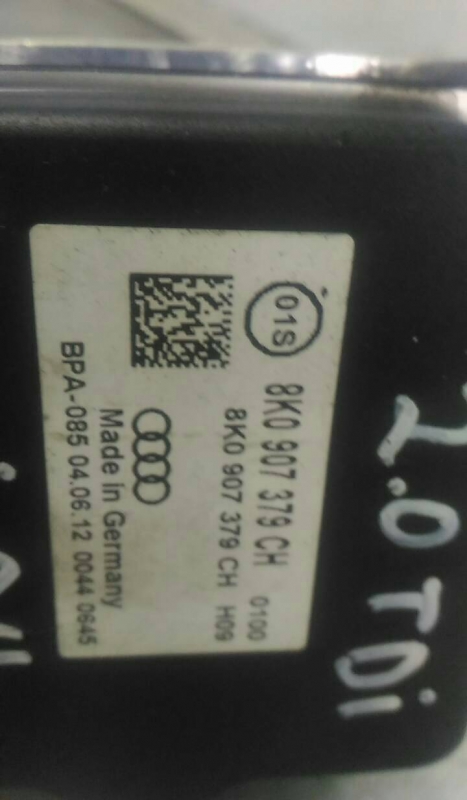 01S
8K0 907 379 CH 0100
8K0 907 379 CH H09
Made in Germany
BPA-085 04.06.12 0044 0645
2.0 TDi